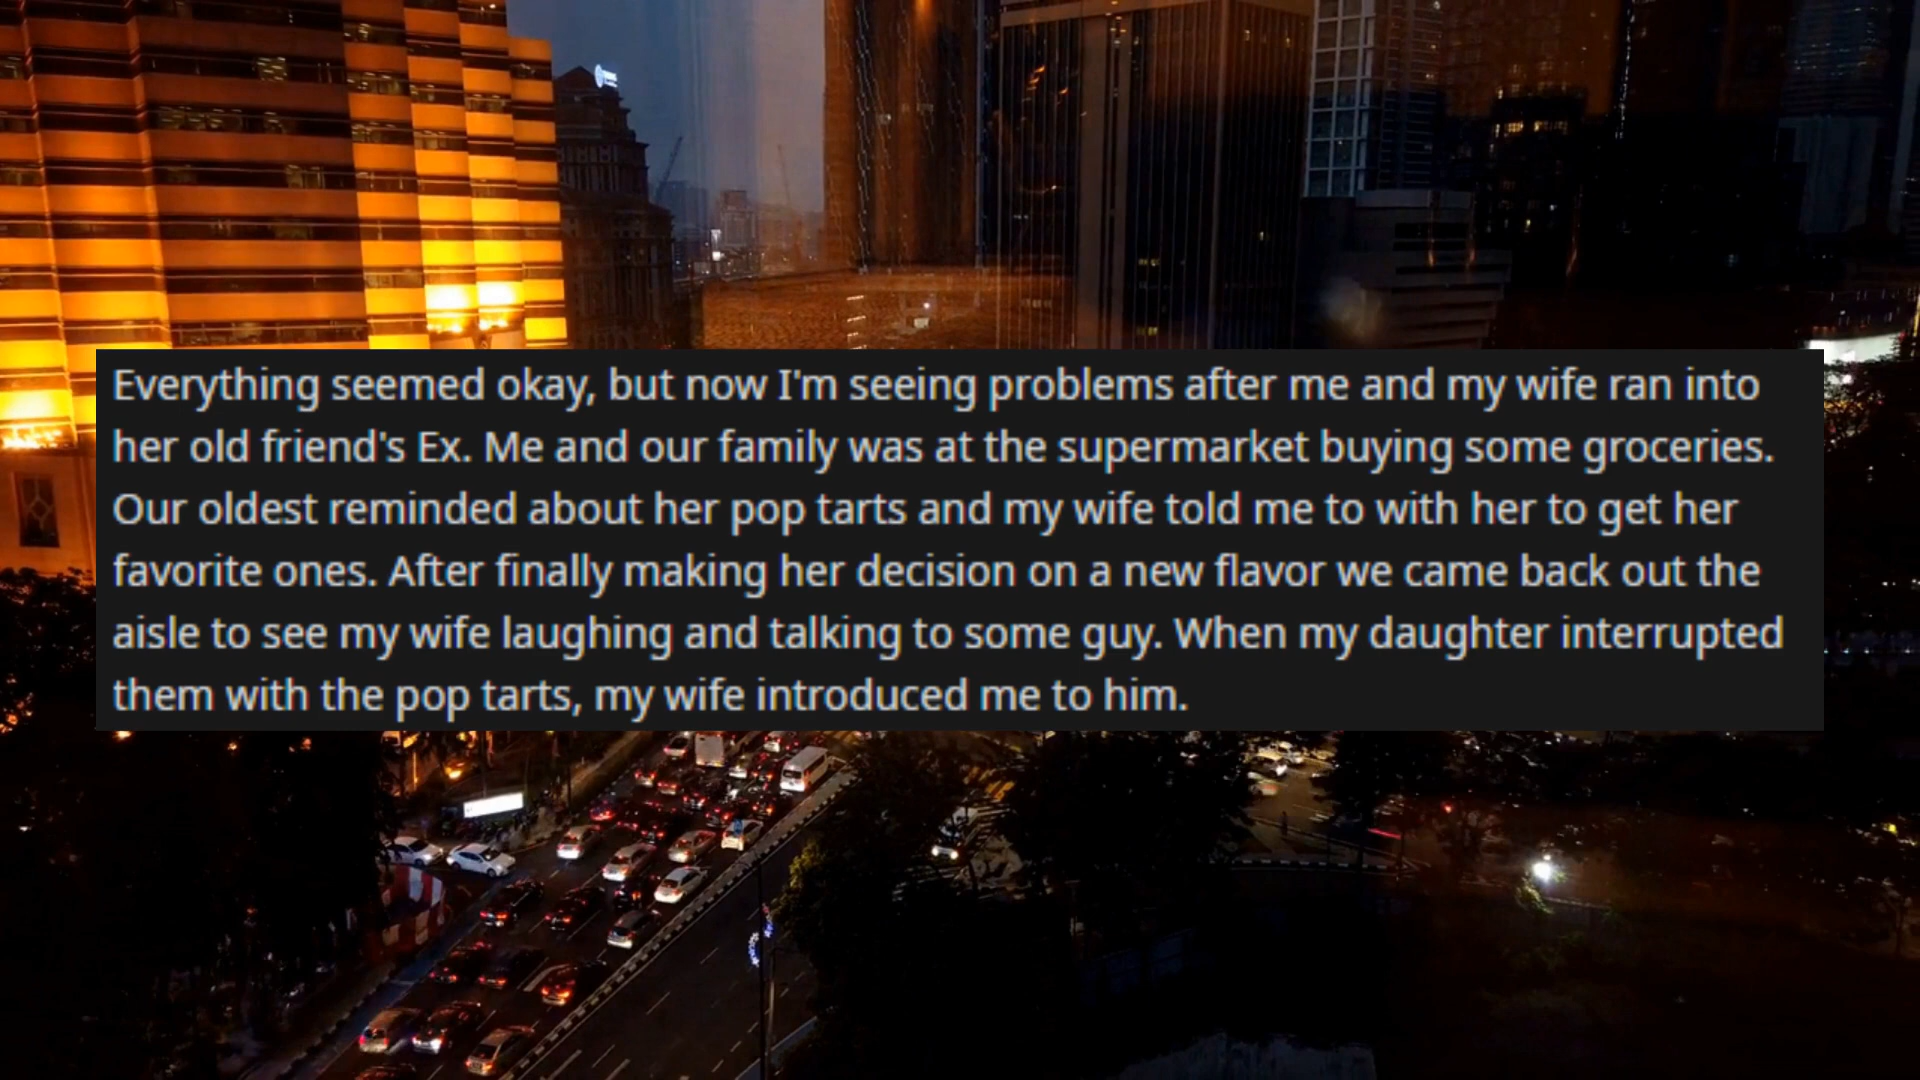 Everything seemed okay, but now I'm seeing problems after me and my wife ran into
her old friend's Ex. Me and our family was at the supermarket buying some groceries.
Our oldest reminded about her pop tarts and my wife told me to with her to get her
favorite ones. After finally making her decision on a new flavor we came back out the
aisle to see my wife laughing and talking to some guy. When my daughter interrupted
them with the pop tarts, my wife introduced me to him.